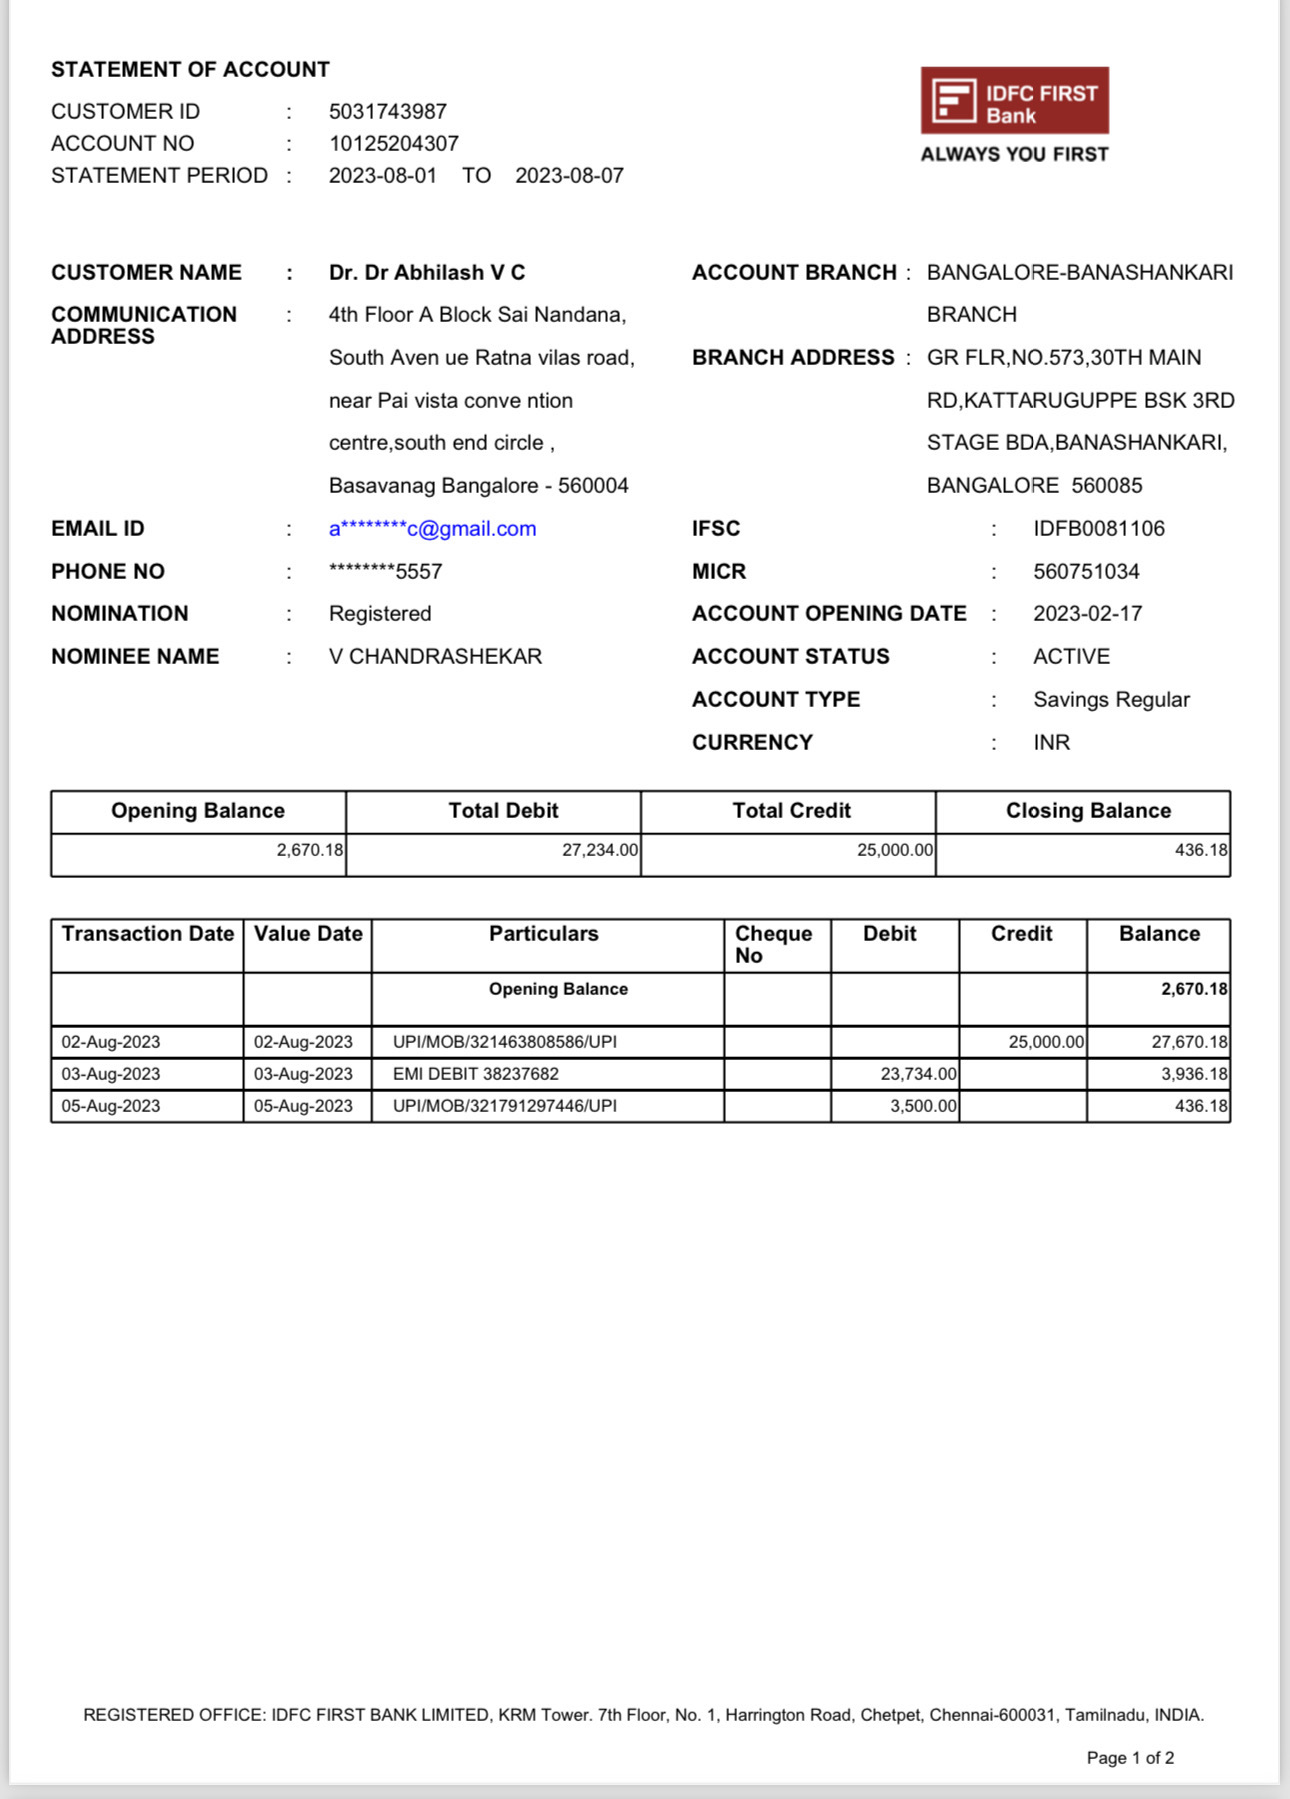 STATEMENT OF ACCOUNT
CUSTOMER ID : 5031743987
ACCOUNT NO : 10125204307
STATEMENT PERIOD : 2023-08-01 TO 2023-08-07
IDFC FIRST
Bank
ALWAYS YOU FIRST
CUSTOMER NAME : Dr. Dr Abhilash V C
COMMUNICATION : 4th Floor A Block Sai Nandana,
ADDRESS
South Aven ue Ratna vilas road,
near Pai vista conve ntion
centre,south end circle ,
Basavanag Bangalore - 560004
EMAIL ID : a********c@gmail.com
PHONE NO : ********5557
NOMINATION : Registered
NOMINEE NAME : V CHANDRASHEKAR
ACCOUNT BRANCH : BANGALORE-BANASHANKARI
BRANCH
BRANCH ADDRESS : GR FLR,NO.573,30TH MAIN
RD,KATTARUGUPPE BSK 3RD
STAGE BDA,BANASHANKARI,
BANGALORE 560085
IFSC : IDFB0081106
MICR : 560751034
ACCOUNT OPENING DATE : 2023-02-17
ACCOUNT STATUS : ACTIVE
ACCOUNT TYPE : Savings Regular
CURRENCY : INR
Opening Balance Total Debit Total Credit Closing Balance
2,670.18 27,234.00 25,000.00 436.18
Transaction Date Value Date Particulars Cheque Debit Credit Balance
No
Opening Balance 2,670.18
02-Aug-2023 02-Aug-2023 UPI/MOB/321463808586/UPI 25,000.00 27,670.18
03-Aug-2023 03-Aug-2023 EMI DEBIT 38237682 23,734.00 3,936.18
05-Aug-2023 05-Aug-2023 UPI/MOB/321791297446/UPI 3,500.00 436.18
REGISTERED OFFICE: IDFC FIRST BANK LIMITED, KRM Tower. 7th Floor, No. 1, Harrington Road, Chetpet, Chennai-600031, Tamilnadu, INDIA.
Page 1 of 2